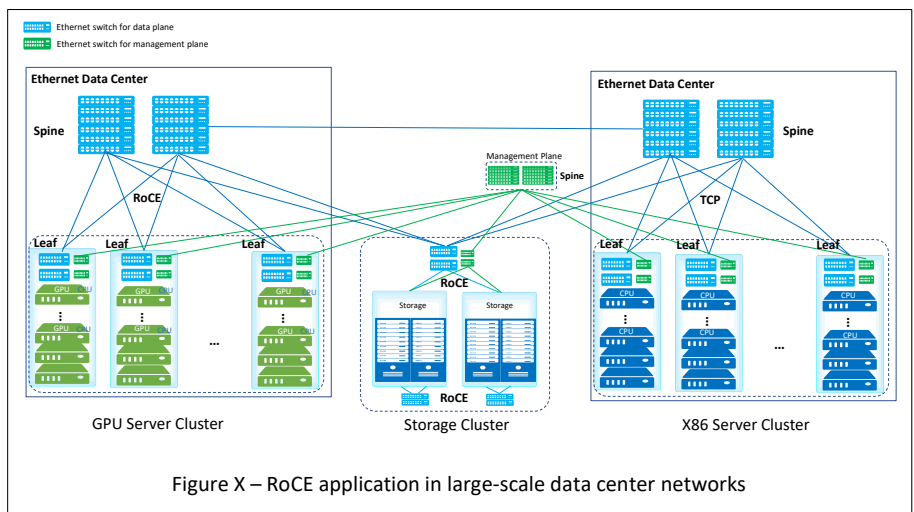 Ethernet switch for data plane
Ethernet switch for management plane
Ethernet Data Center
Ethernet Data Center
Spine
Spine
Management Plane
Spine
RoCE
TCP
Leaf
Leaf
Leaf
Leaf
Leaf
Leaf
RoCE
GPU CPU
GPU CPU
GPU CPU
CPU
CPU
CPU
Storage
Storage
...
...
...
...
...
...
GPU CPU
GPU CPU
GPU CPU
CPU
CPU
CPU
...
...
RoCE
GPU Server Cluster
Storage Cluster
X86 Server Cluster
Figure X – RoCE application in large-scale data center networks